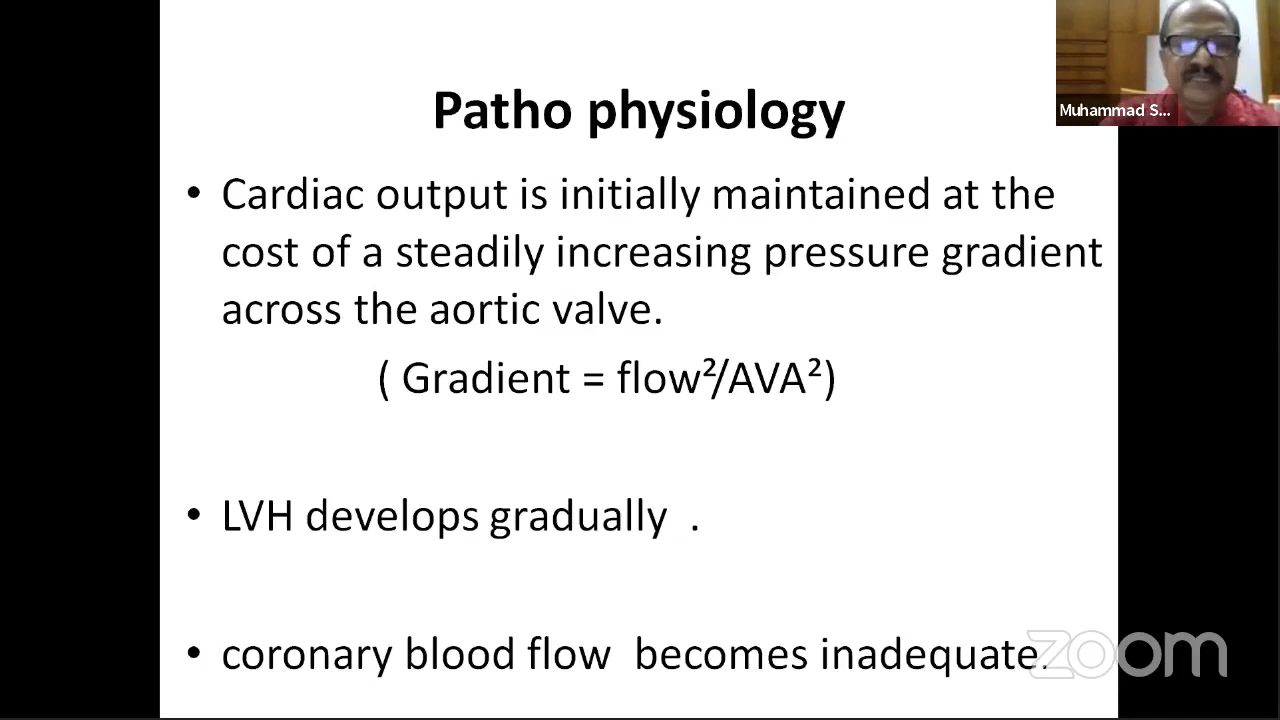 Patho physiology
Muhammad S...
• Cardiac output is initially maintained at the
cost of a steadily increasing pressure gradient
across the aortic valve.
( Gradient = flow²/AVA²)
• LVH develops gradually .
• coronary blood flow becomes inadequate.
zoom